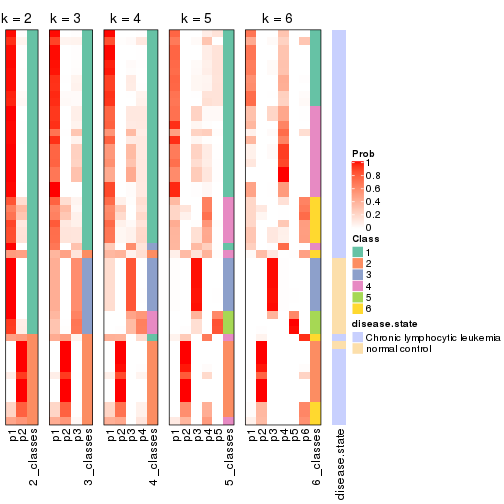 k = 2 k = 3 k = 4 k = 5 k = 6
Prob
1
0.8
0.6
0.4
0.2
0
Class
1
2
3
4
5
6
disease.state
Chronic lymphocytic leukemia
normal control
p1 p2 2_classes p1 p2 p3 3_classes p1 p2 p3 p4 4_classes p1 p2 p3 p4 p5 5_classes p1 p2 p3 p4 p5 p6 6_classes disease.state